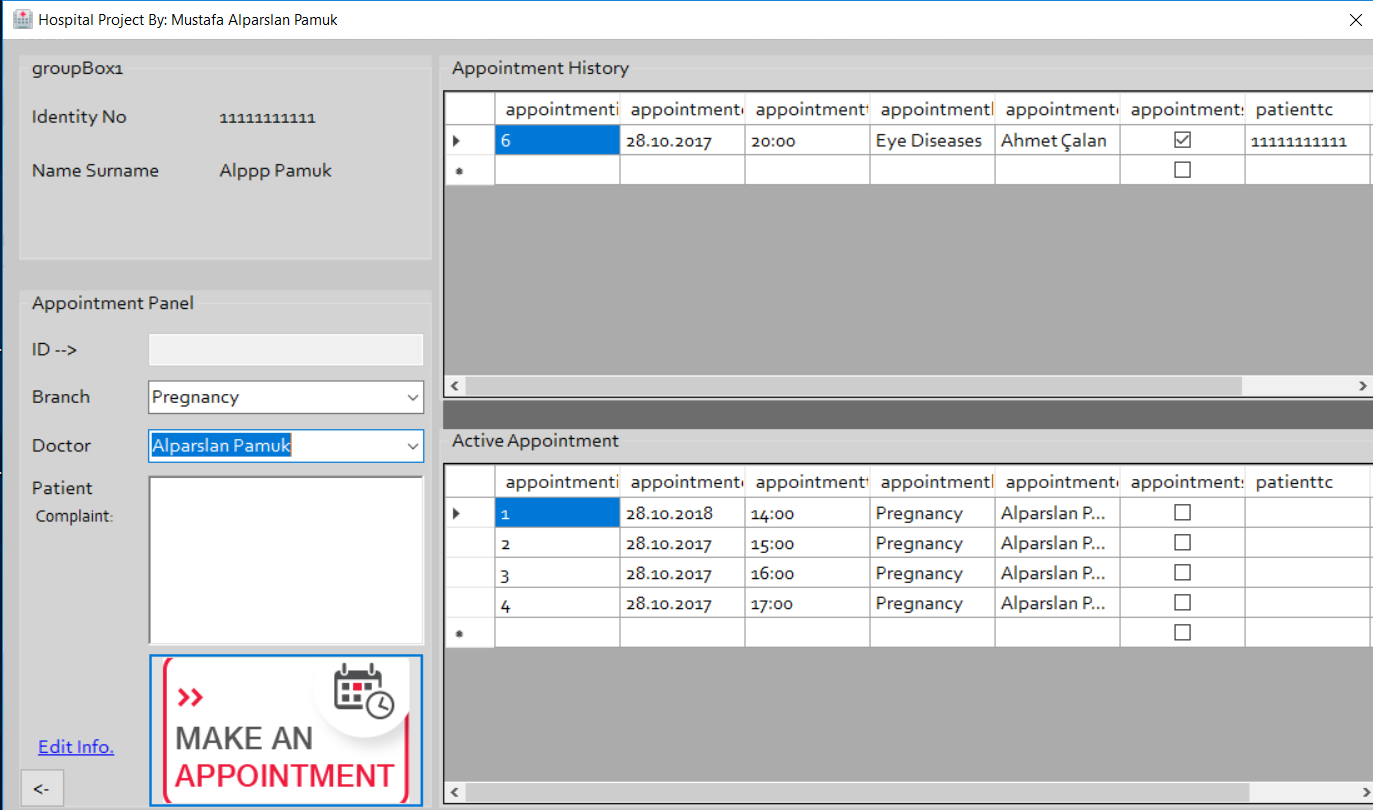 Hospital Project By: Mustafa Alparslan Pamuk
groupBox1
Identity No 11111111111
Name Surname Alppp Pamuk
Appointment Panel
ID -->
Branch Pregnancy
Doctor Alparslan Pamuk
Patient
Complaint:
>> 
MAKE AN
APPOINTMENT
Edit Info.
<-
Appointment History
appointmenti appointment appointmentt appointment appointment appointments patienttc
6 28.10.2017 20:00 Eye Diseases Ahmet Çalan 11111111111
Active Appointment
appointmenti appointment appointmentt appointment appointment appointments patienttc
1 28.10.2018 14:00 Pregnancy Alparslan P...
2 28.10.2017 15:00 Pregnancy Alparslan P...
3 28.10.2017 16:00 Pregnancy Alparslan P...
4 28.10.2017 17:00 Pregnancy Alparslan P...